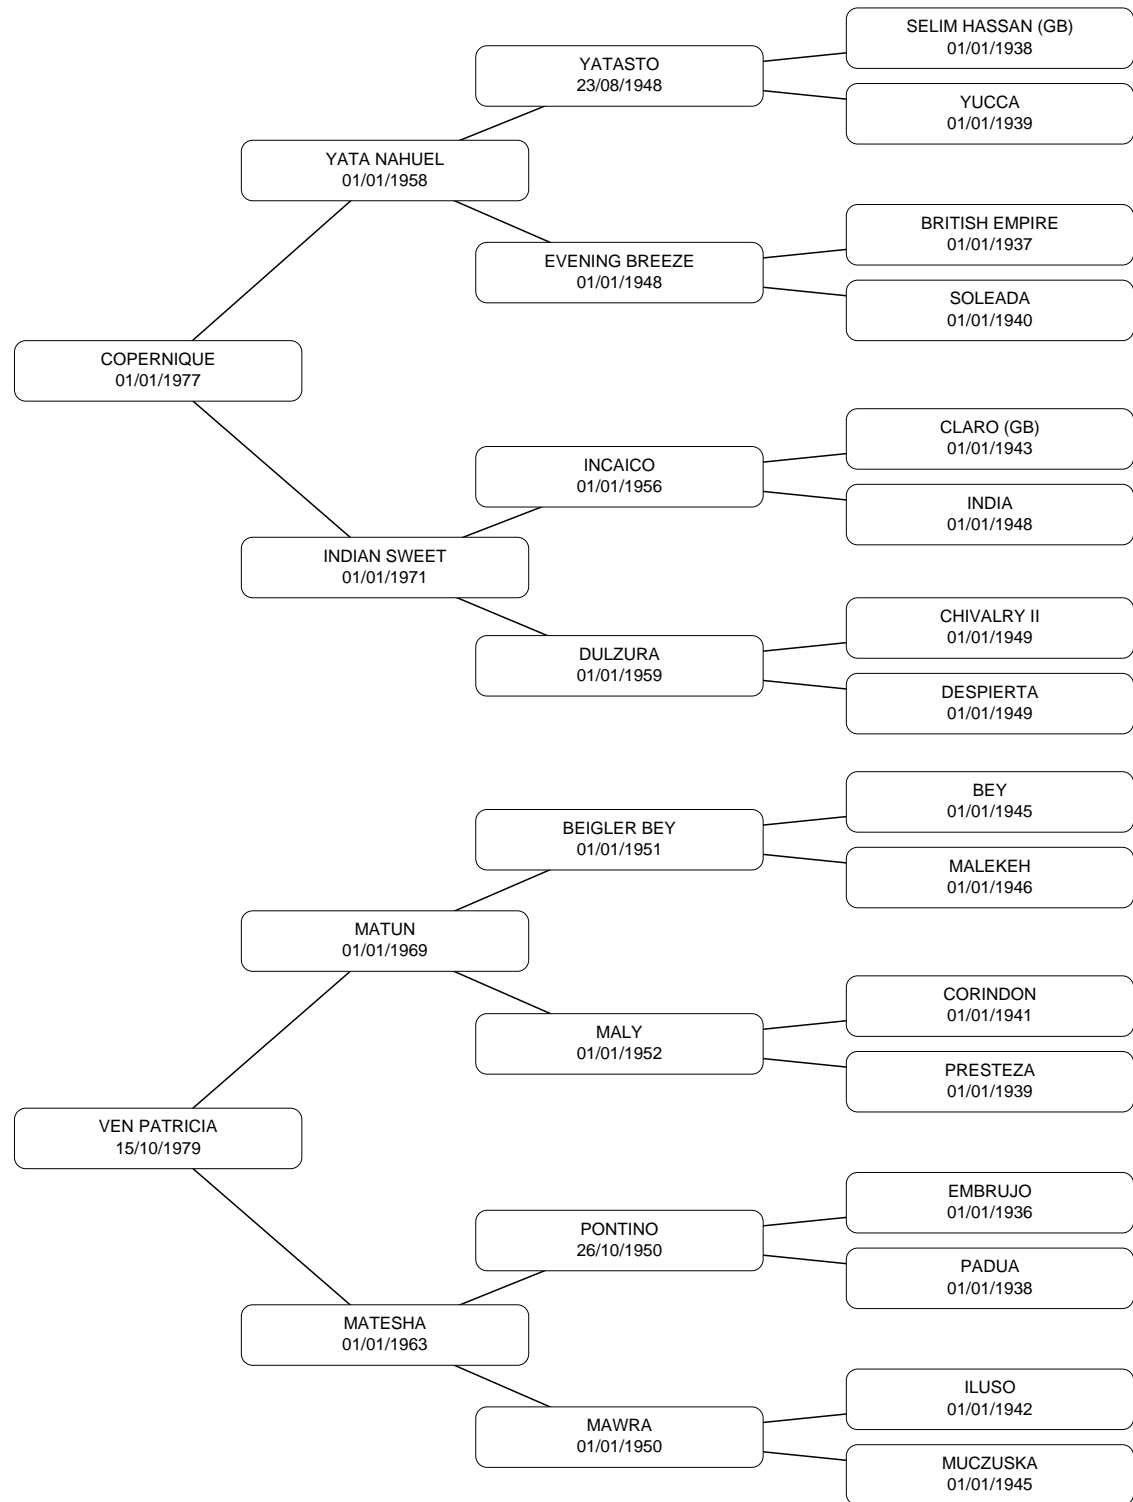 SELIM HASSAN (GB)
01/01/1938
YATASTO
23/08/1948
YUCCA
01/01/1939
YATA NAHUEL
01/01/1958
BRITISH EMPIRE
01/01/1937
EVENING BREEZE
01/01/1948
SOLEADA
01/01/1940
COPERNIQUE
01/01/1977
CLARO (GB)
01/01/1943
INCAICO
01/01/1956
INDIA
01/01/1948
INDIAN SWEET
01/01/1971
CHIVALRY II
01/01/1949
DULZURA
01/01/1959
DESPIERTA
01/01/1949
BEY
01/01/1945
BEIGLER BEY
01/01/1951
MALEKEH
01/01/1946
MATUN
01/01/1969
CORINDON
01/01/1941
MALY
01/01/1952
PRESTEZA
01/01/1939
VEN PATRICIA
15/10/1979
EMBRUJO
01/01/1936
PONTINO
26/10/1950
PADUA
01/01/1938
MATESHA
01/01/1963
ILUSO
01/01/1942
MAWRA
01/01/1950
MUCZUSKA
01/01/1945